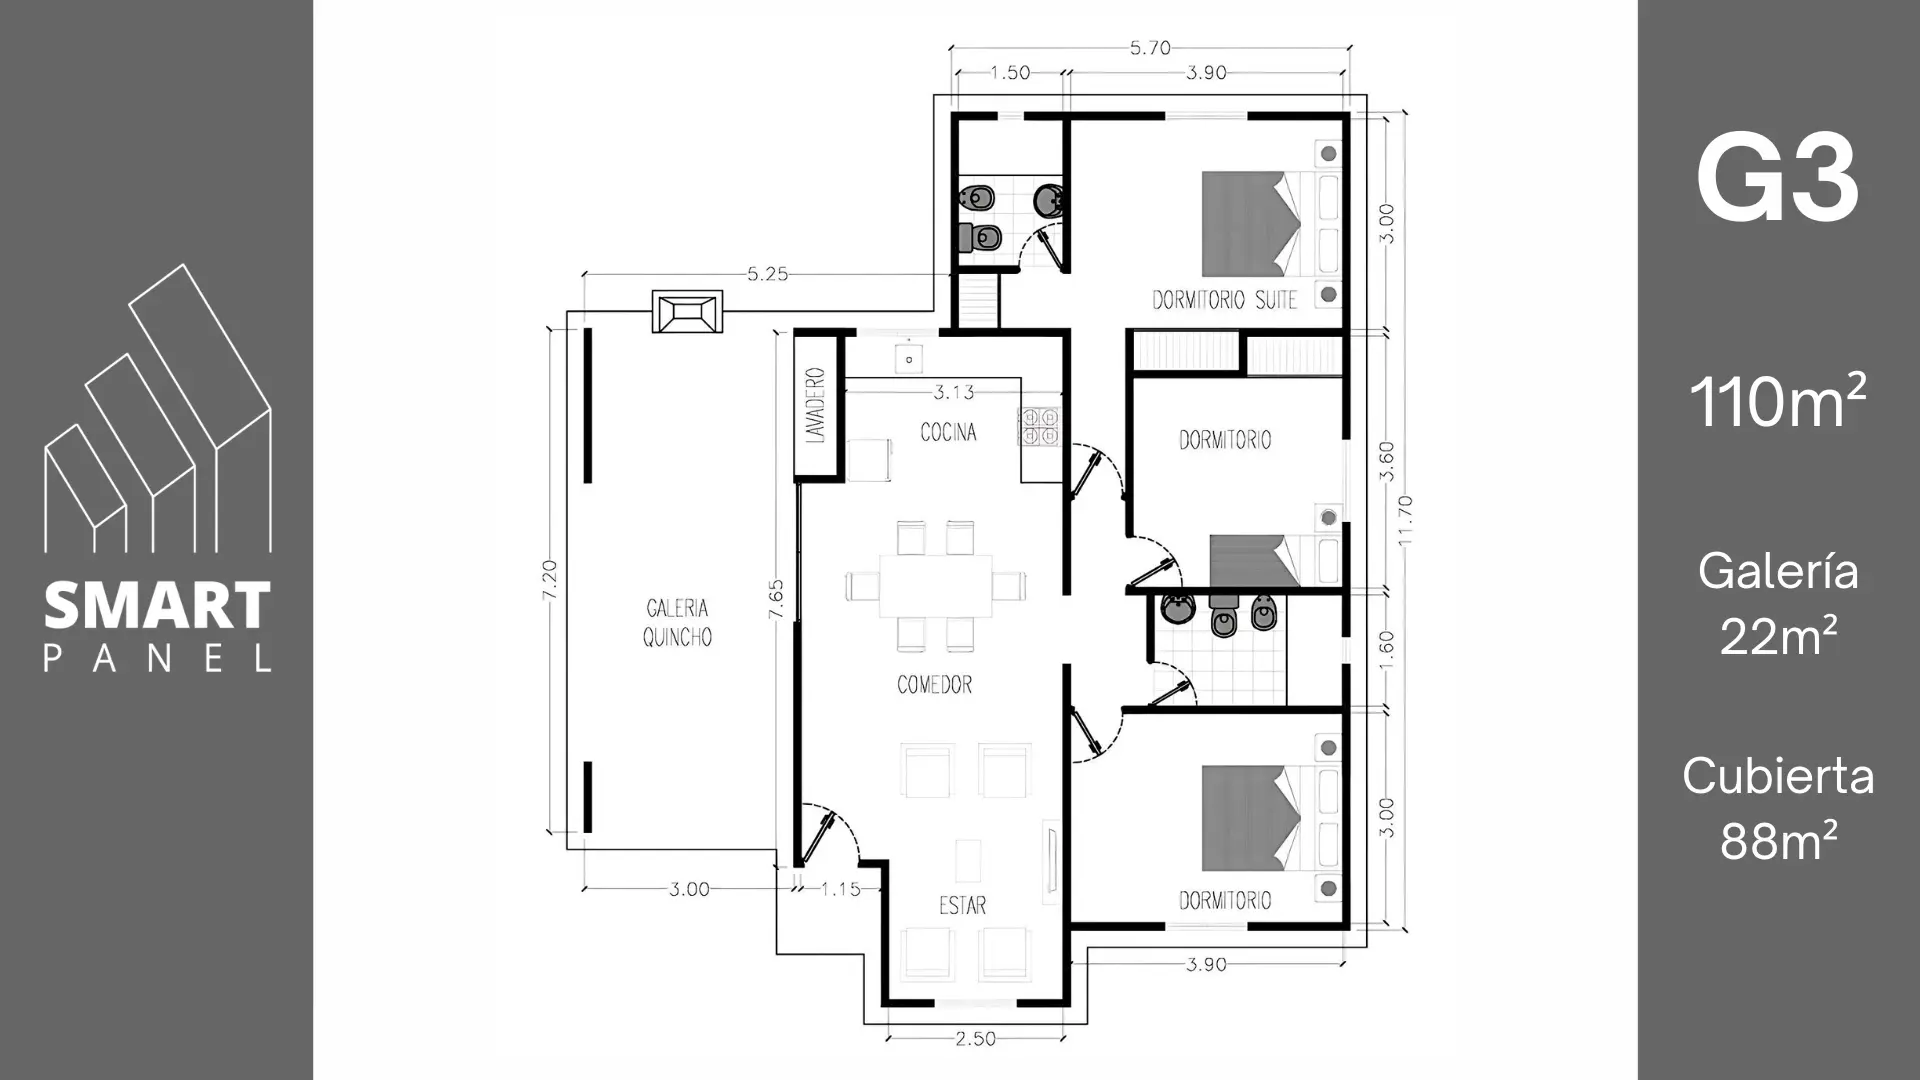 SMART
PANEL
5.70
1.50
3.90
5.25
3.00
DORMITORIO SUITE
LAVADERO
3.13
COCINA
DORMITORIO
3.60
11.70
7.20
7.65
GALERIA
QUINCHO
1.60
COMEDOR
3.00
3.00
1.15
ESTAR
DORMITORIO
3.90
2.50
G3
110m²
Galería
22m²
Cubierta
88m²